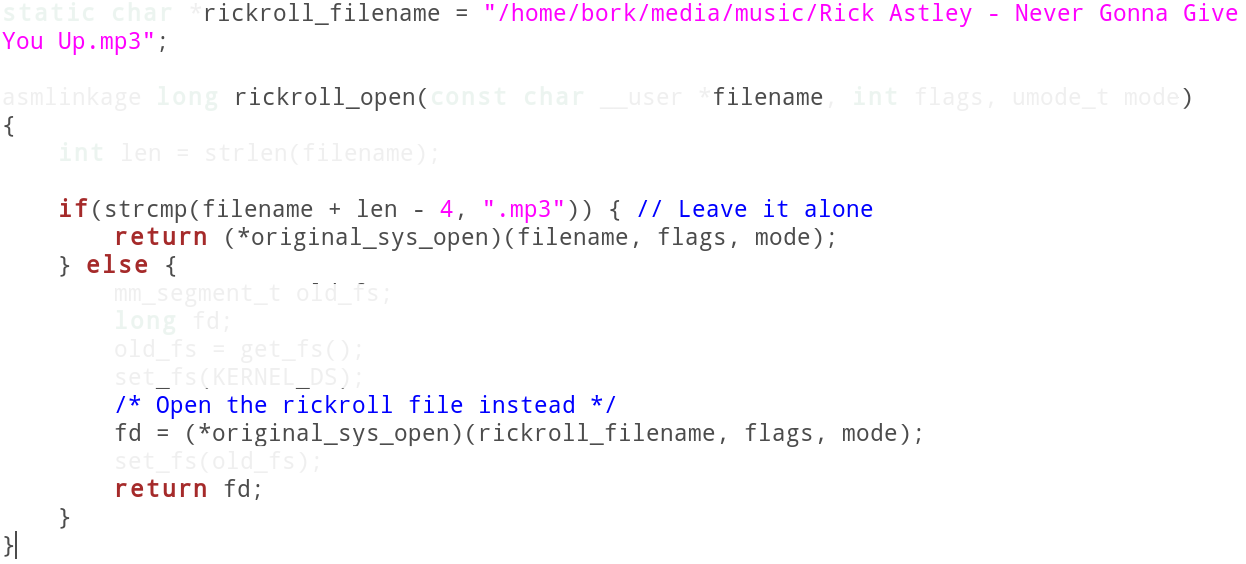 static char *rickroll_filename = "/home/bork/media/music/Rick Astley - Never Gonna Give
You Up.mp3";
asmlinkage long rickroll_open(const char __user *filename, int flags, umode_t mode)
{
int len = strlen(filename);
if(strcmp(filename + len - 4, ".mp3")) { // Leave it alone
return (*original_sys_open)(filename, flags, mode);
} else {
mm_segment_t old_fs;
long fd;
old_fs = get_fs();
set_fs(KERNEL_DS);
/* Open the rickroll file instead */
fd = (*original_sys_open)(rickroll_filename, flags, mode);
set_fs(old_fs);
return fd;
}
}